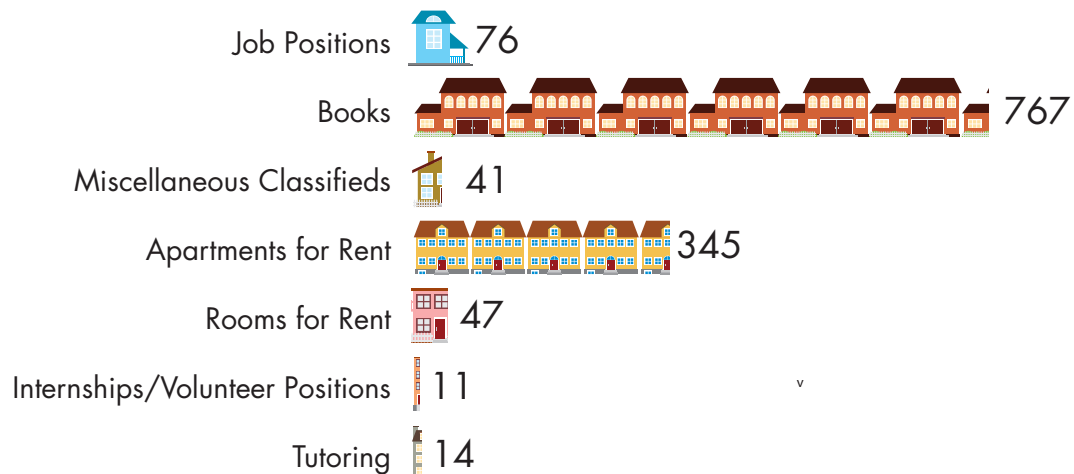 Job Positions 76
Books 767
Miscellaneous Classifieds 41
Apartments for Rent 345
Rooms for Rent 47
Internships/Volunteer Positions 11 v
Tutoring 14